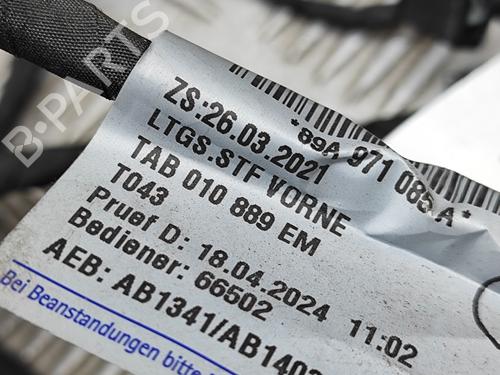 B-PARTS
*89A 971 085 A*
ZS:26.03.2021
LTGS.STF VORNE
TAB 010 889 EM
T043
Pruef D: 18.04.2024 11:02
Bediener: 66502
AEB: AB1341/AB1403
Bei Beanstandungen bitte